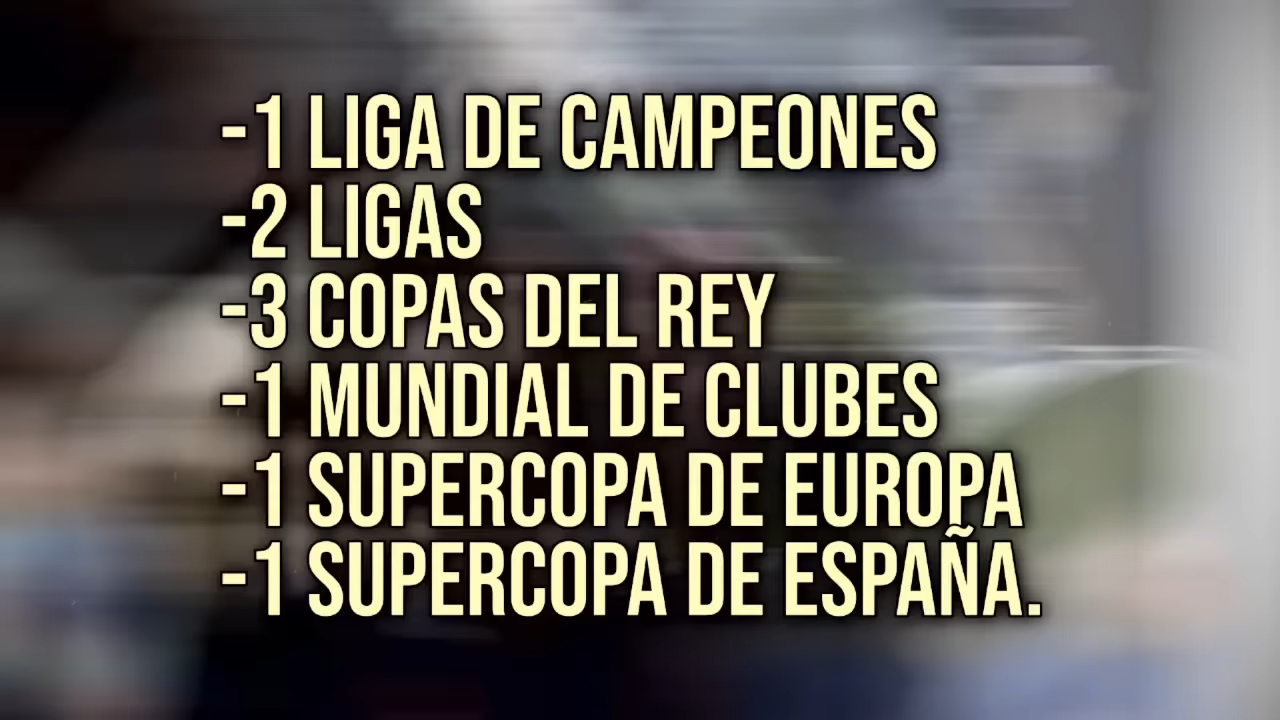 -1 LIGA DE CAMPEONES
-2 LIGAS
-3 COPAS DEL REY
-1 MUNDIAL DE CLUBES
-1 SUPERCOPA DE EUROPA
-1 SUPERCOPA DE ESPAÑA.